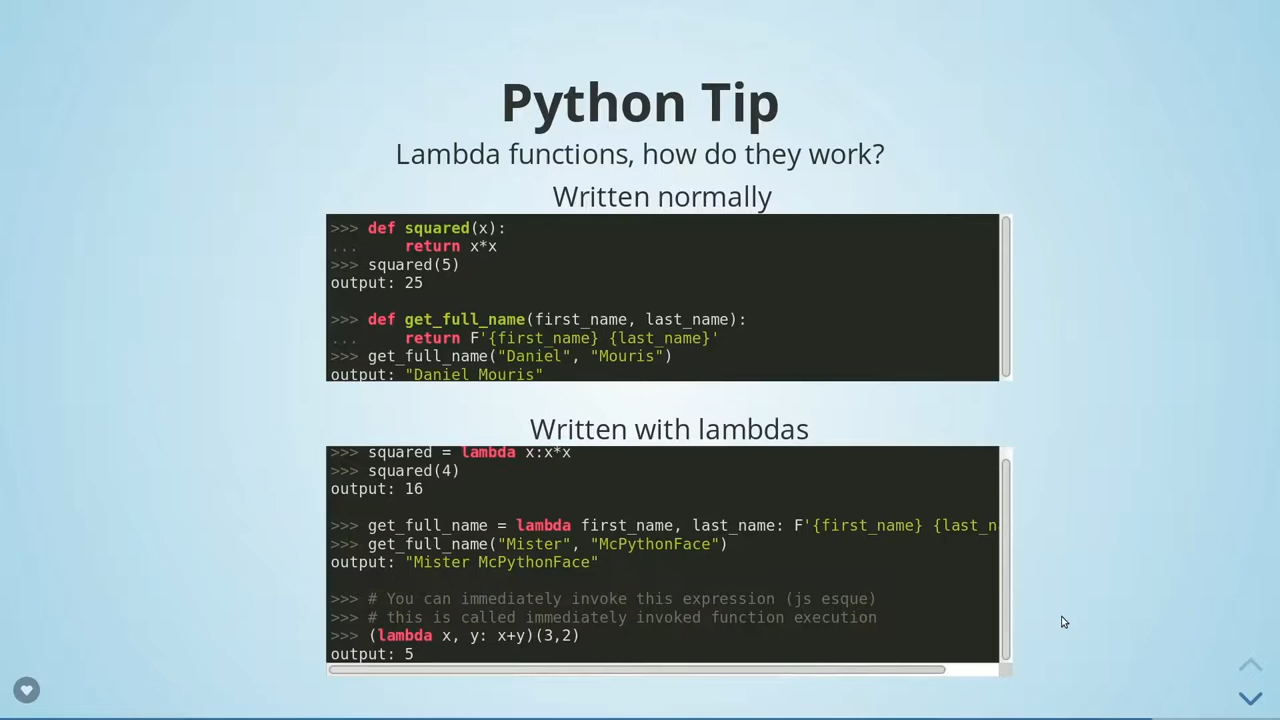 Python Tip
Lambda functions, how do they work?
Written normally
>>> def squared(x):
...     return x*x
>>> squared(5)
output: 25
>>> def get_full_name(first_name, last_name):
...     return F'{first_name} {last_name}'
>>> get_full_name("Daniel", "Mouris")
output: "Daniel Mouris"
Written with lambdas
>>> squared = lambda x:x*x
>>> squared(4)
output: 16
>>> get_full_name = lambda first_name, last_name: F'{first_name} {last_n
>>> get_full_name("Mister", "McPythonFace")
output: "Mister McPythonFace"
>>> # You can immediately invoke this expression (js esque)
>>> # this is called immediately invoked function execution
>>> (lambda x, y: x+y)(3,2)
output: 5